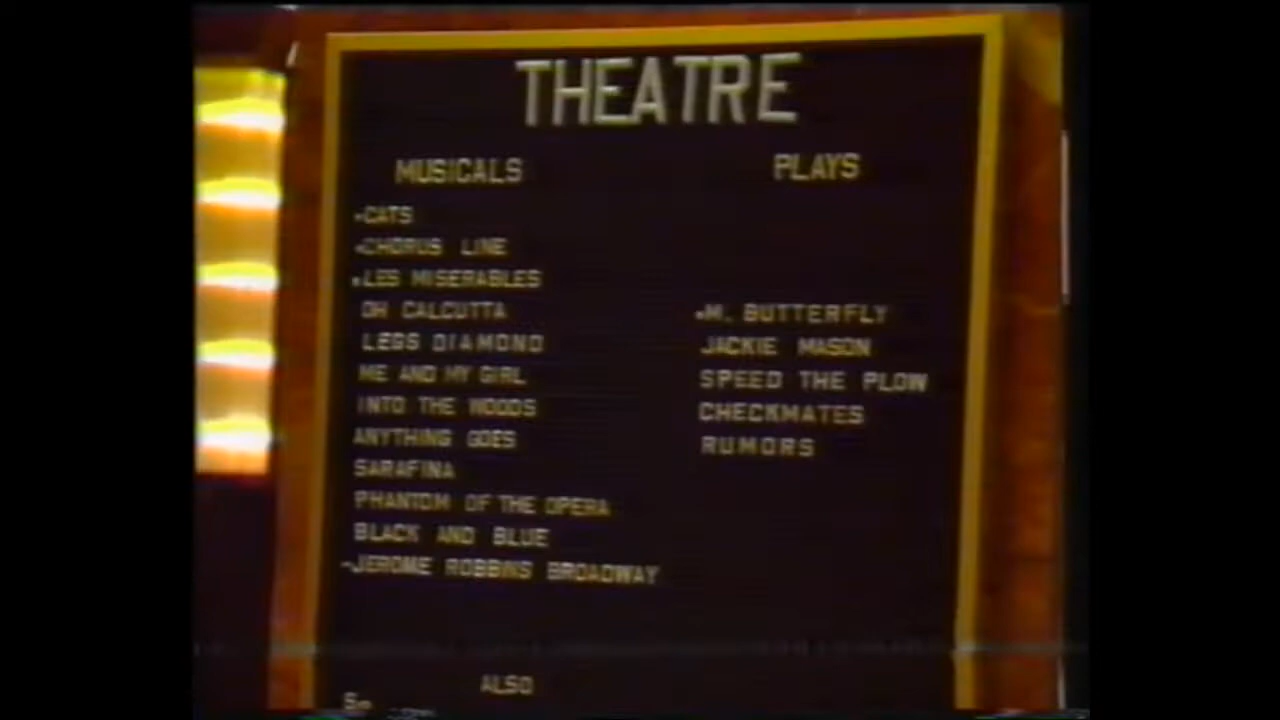 THEATRE
MUSICALS
CATS
CHORUS LINE
LES MISERABLES
OH CALCUTTA
LEGS DIAMOND
ME AND MY GIRL
INTO THE WOODS
ANYTHING GOES
SARAFINA
PHANTOM OF THE OPERA
BLACK AND BLUE
JEROME ROBBINS BROADWAY
PLAYS
M. BUTTERFLY
JACKIE MASON
SPEED THE PLOW
CHECKMATES
RUMORS
ALSO